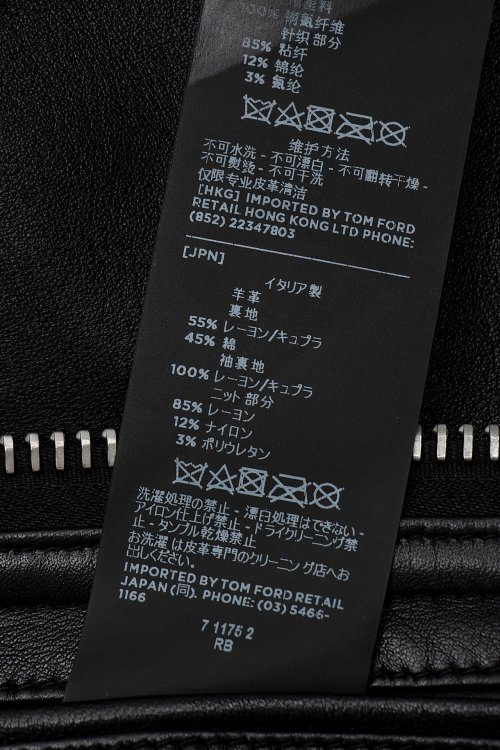 100% 铜氨纤维
针织部分
85% 粘纤
12% 锦纶
3% 氨纶
维护方法
不可水洗 - 不可漂白 - 不可翻转干燥 -
不可熨烫 - 不可干洗
仅限专业皮革清洁
[HKG] IMPORTED BY TOM FORD
RETAIL HONG KONG LTD PHONE:
(852) 22347803
[JPN]
イタリア製
羊革
裏地
55% レーヨン/キュプラ
45% 綿
袖裏地
100% レーヨン/キュプラ
ニット部分
85% レーヨン
12% ナイロン
3% ポリウレタン
洗濯処理の禁止 - 漂白処理はできない -
アイロン仕上げ禁止 - ドライクリーニング禁
止 - タンブル乾燥禁止
お洗濯 は皮革専門のクリーニング店へお
出しください。
IMPORTED BY TOM FORD RETAIL
JAPAN (同). PHONE: (03) 5466-
1166
7 1175 2
RB